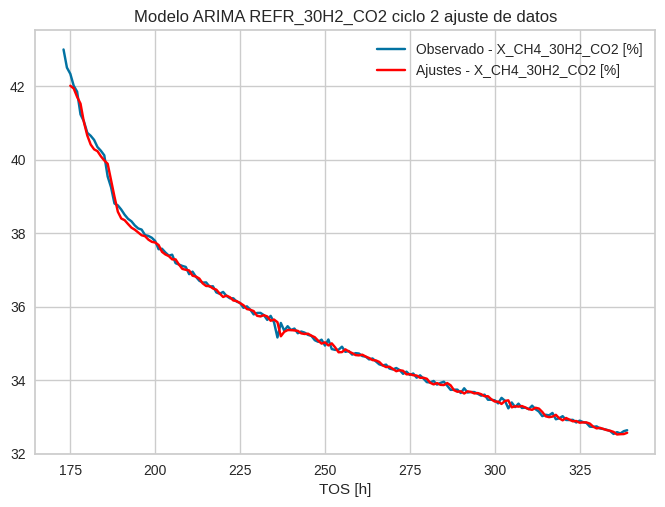 Modelo ARIMA REFR_30H2_CO2 ciclo 2 ajuste de datos
Observado - X_CH4_30H2_CO2 [%]
Ajustes - X_CH4_30H2_CO2 [%]
42
40
38
36
34
32
175 200 225 250 275 300 325
TOS [h]